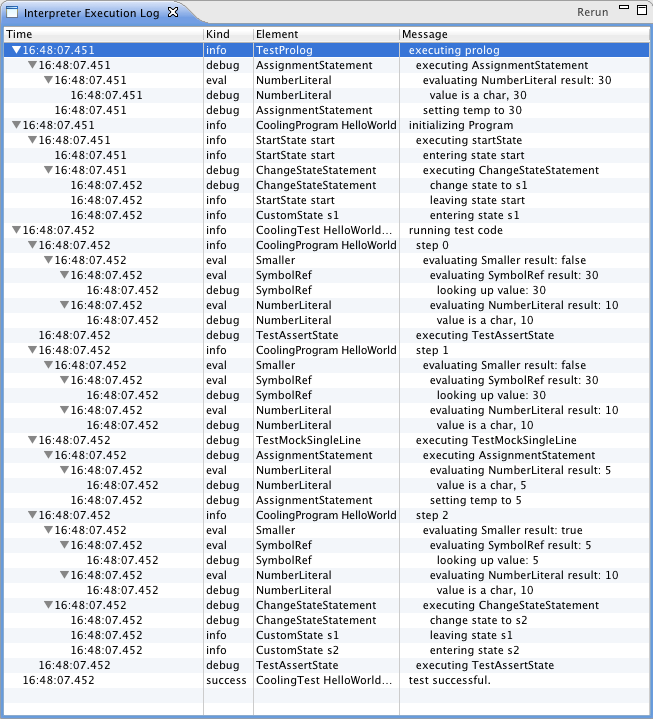 Interpreter Execution Log Rerun
Time Kind Element Message
16:48:07.451 info TestProlog executing prolog
16:48:07.451 debug AssignmentStatement executing AssignmentStatement
16:48:07.451 eval NumberLiteral evaluating NumberLiteral result: 30
16:48:07.451 debug NumberLiteral value is a char, 30
16:48:07.451 debug AssignmentStatement setting temp to 30
16:48:07.451 info CoolingProgram HelloWorld initializing Program
16:48:07.451 info StartState start executing startState
16:48:07.451 info StartState start entering state start
16:48:07.451 debug ChangeStateStatement executing ChangeStateStatement
16:48:07.452 debug ChangeStateStatement change state to s1
16:48:07.452 info StartState start leaving state start
16:48:07.452 info CustomState s1 entering state s1
16:48:07.452 info CoolingTest HelloWorld... running test code
16:48:07.452 info CoolingProgram HelloWorld step 0
16:48:07.452 eval Smaller evaluating Smaller result: false
16:48:07.452 eval SymbolRef evaluating SymbolRef result: 30
16:48:07.452 debug SymbolRef looking up value: 30
16:48:07.452 eval NumberLiteral evaluating NumberLiteral result: 10
16:48:07.452 debug NumberLiteral value is a char, 10
16:48:07.452 debug TestAssertState executing TestAssertState
16:48:07.452 info CoolingProgram HelloWorld step 1
16:48:07.452 eval Smaller evaluating Smaller result: false
16:48:07.452 eval SymbolRef evaluating SymbolRef result: 30
16:48:07.452 debug SymbolRef looking up value: 30
16:48:07.452 eval NumberLiteral evaluating NumberLiteral result: 10
16:48:07.452 debug NumberLiteral value is a char, 10
16:48:07.452 debug TestMockSingleLine executing TestMockSingleLine
16:48:07.452 debug AssignmentStatement executing AssignmentStatement
16:48:07.452 eval NumberLiteral evaluating NumberLiteral result: 5
16:48:07.452 debug NumberLiteral value is a char, 5
16:48:07.452 debug AssignmentStatement setting temp to 5
16:48:07.452 info CoolingProgram HelloWorld step 2
16:48:07.452 eval Smaller evaluating Smaller result: true
16:48:07.452 eval SymbolRef evaluating SymbolRef result: 5
16:48:07.452 debug SymbolRef looking up value: 5
16:48:07.452 eval NumberLiteral evaluating NumberLiteral result: 10
16:48:07.452 debug NumberLiteral value is a char, 10
16:48:07.452 debug ChangeStateStatement executing ChangeStateStatement
16:48:07.452 debug ChangeStateStatement change state to s2
16:48:07.452 info CustomState s1 leaving state s1
16:48:07.452 info CustomState s2 entering state s2
16:48:07.452 debug TestAssertState executing TestAssertState
16:48:07.452 success CoolingTest HelloWorld... test successful.